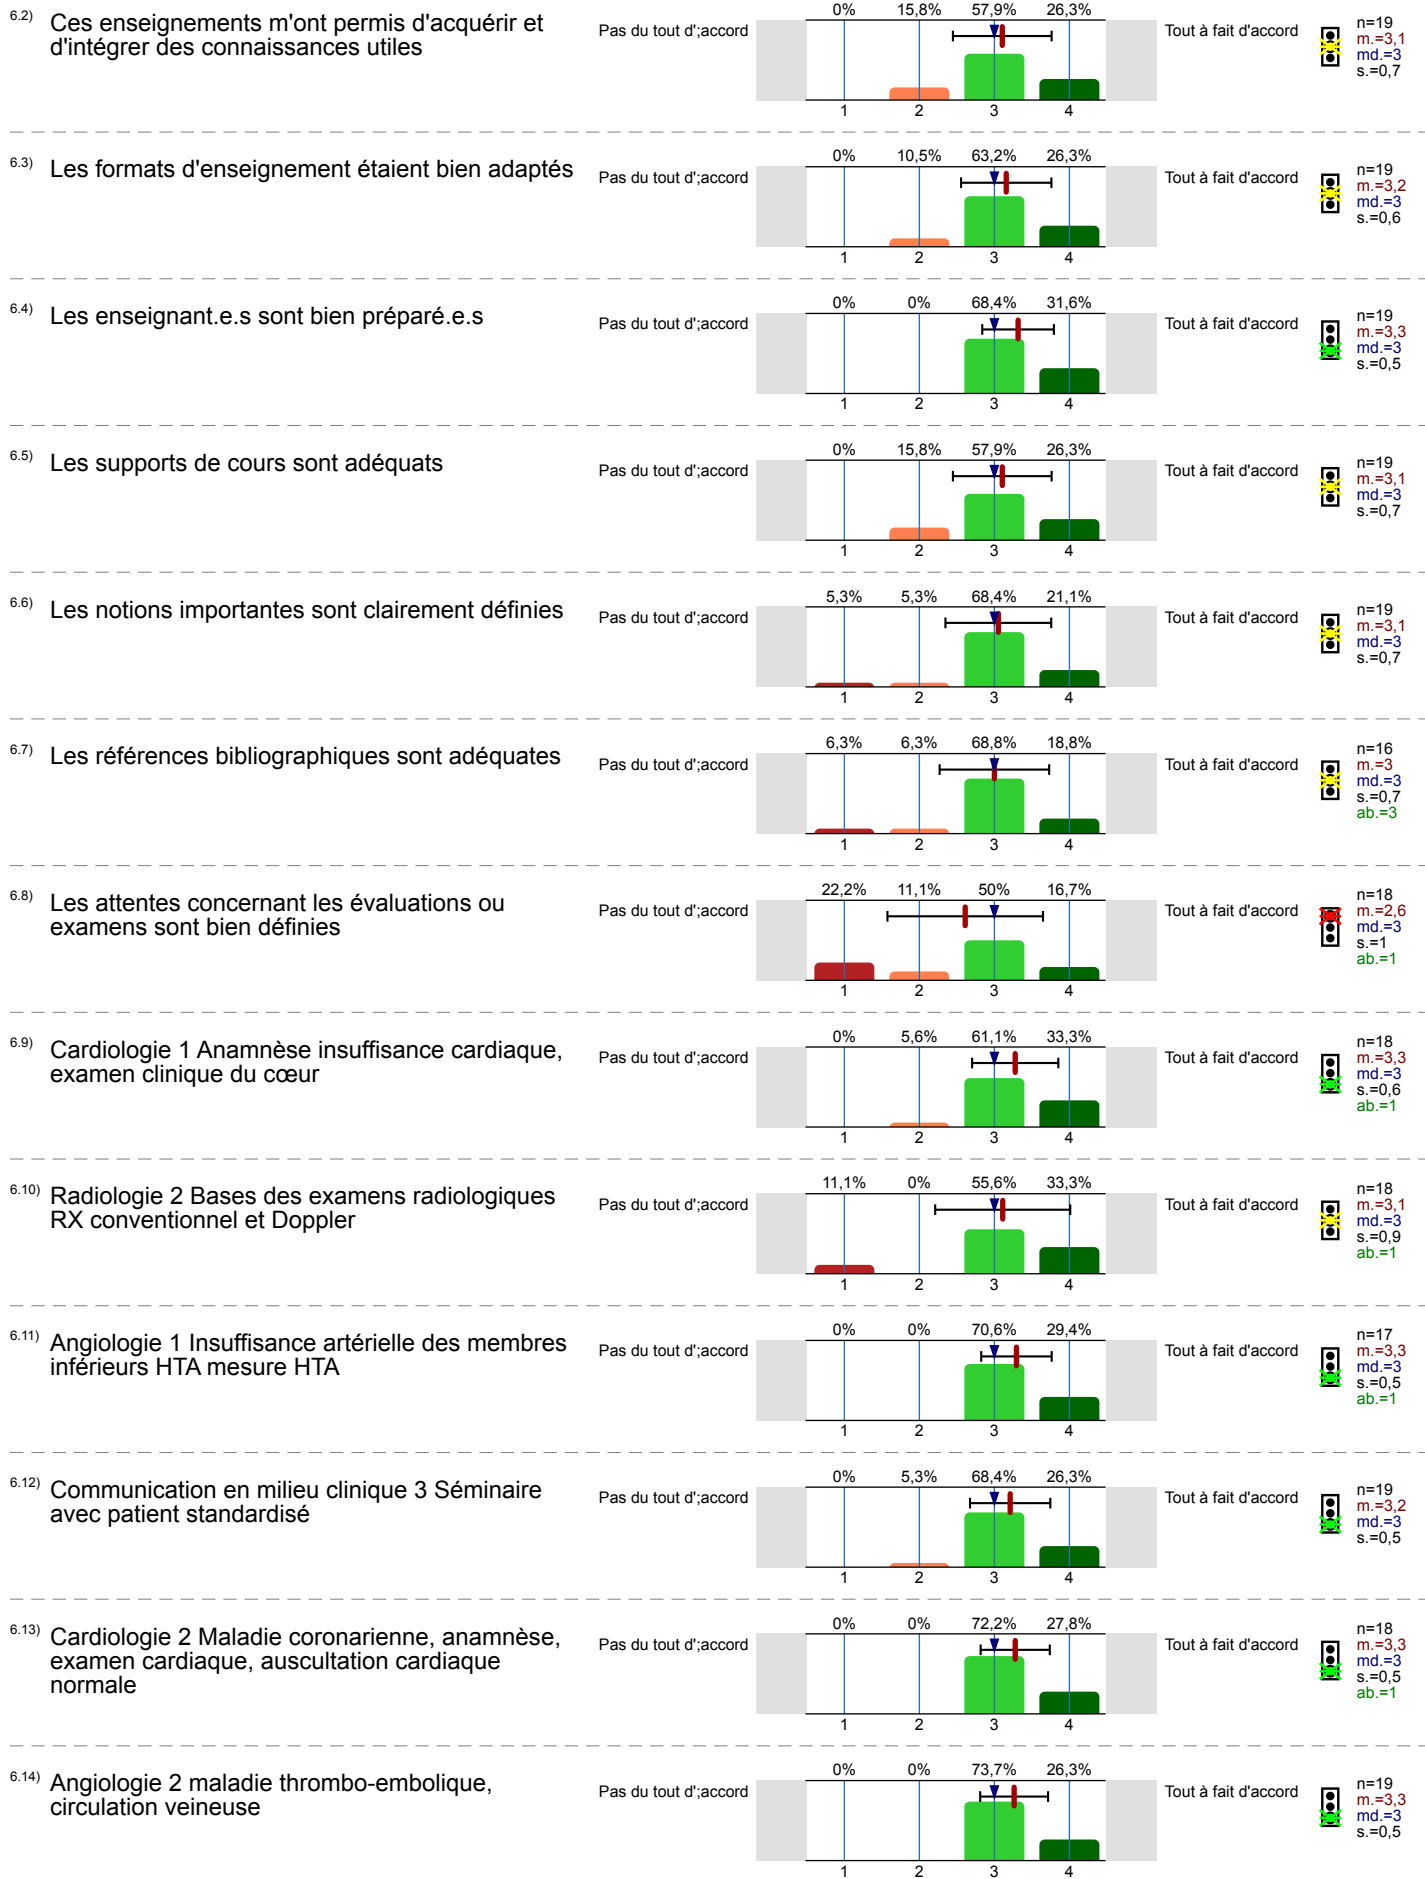 6.2) Ces enseignements m'ont permis d'acquérir et
d'intégrer des connaissances utiles
Pas du tout d';accord
0% 15,8% 57,9% 26,3%
1 2 3 4
Tout à fait d'accord
n=19
m.=3,1
md.=3
s.=0,7
6.3) Les formats d'enseignement étaient bien adaptés
Pas du tout d';accord
0% 10,5% 63,2% 26,3%
1 2 3 4
Tout à fait d'accord
n=19
m.=3,2
md.=3
s.=0,6
6.4) Les enseignant.e.s sont bien préparé.e.s
Pas du tout d';accord
0% 0% 68,4% 31,6%
1 2 3 4
Tout à fait d'accord
n=19
m.=3,3
md.=3
s.=0,5
6.5) Les supports de cours sont adéquats
Pas du tout d';accord
0% 15,8% 57,9% 26,3%
1 2 3 4
Tout à fait d'accord
n=19
m.=3,1
md.=3
s.=0,7
6.6) Les notions importantes sont clairement définies
Pas du tout d';accord
5,3% 5,3% 68,4% 21,1%
1 2 3 4
Tout à fait d'accord
n=19
m.=3,1
md.=3
s.=0,7
6.7) Les références bibliographiques sont adéquates
Pas du tout d';accord
6,3% 6,3% 68,8% 18,8%
1 2 3 4
Tout à fait d'accord
n=16
m.=3
md.=3
s.=0,7
ab.=3
6.8) Les attentes concernant les évaluations ou
examens sont bien définies
Pas du tout d';accord
22,2% 11,1% 50% 16,7%
1 2 3 4
Tout à fait d'accord
n=18
m.=2,6
md.=3
s.=1
ab.=1
6.9) Cardiologie 1 Anamnèse insuffisance cardiaque,
examen clinique du cœur
Pas du tout d';accord
0% 5,6% 61,1% 33,3%
1 2 3 4
Tout à fait d'accord
n=18
m.=3,3
md.=3
s.=0,6
ab.=1
6.10) Radiologie 2 Bases des examens radiologiques
RX conventionnel et Doppler
Pas du tout d';accord
11,1% 0% 55,6% 33,3%
1 2 3 4
Tout à fait d'accord
n=18
m.=3,1
md.=3
s.=0,9
ab.=1
6.11) Angiologie 1 Insuffisance artérielle des membres
inférieurs HTA mesure HTA
Pas du tout d';accord
0% 0% 70,6% 29,4%
1 2 3 4
Tout à fait d'accord
n=17
m.=3,3
md.=3
s.=0,5
ab.=1
6.12) Communication en milieu clinique 3 Séminaire
avec patient standardisé
Pas du tout d';accord
0% 5,3% 68,4% 26,3%
1 2 3 4
Tout à fait d'accord
n=19
m.=3,2
md.=3
s.=0,5
6.13) Cardiologie 2 Maladie coronarienne, anamnèse,
examen cardiaque, auscultation cardiaque
normale
Pas du tout d';accord
0% 0% 72,2% 27,8%
1 2 3 4
Tout à fait d'accord
n=18
m.=3,3
md.=3
s.=0,5
ab.=1
6.14) Angiologie 2 maladie thrombo-embolique,
circulation veineuse
Pas du tout d';accord
0% 0% 73,7% 26,3%
1 2 3 4
Tout à fait d'accord
n=19
m.=3,3
md.=3
s.=0,5